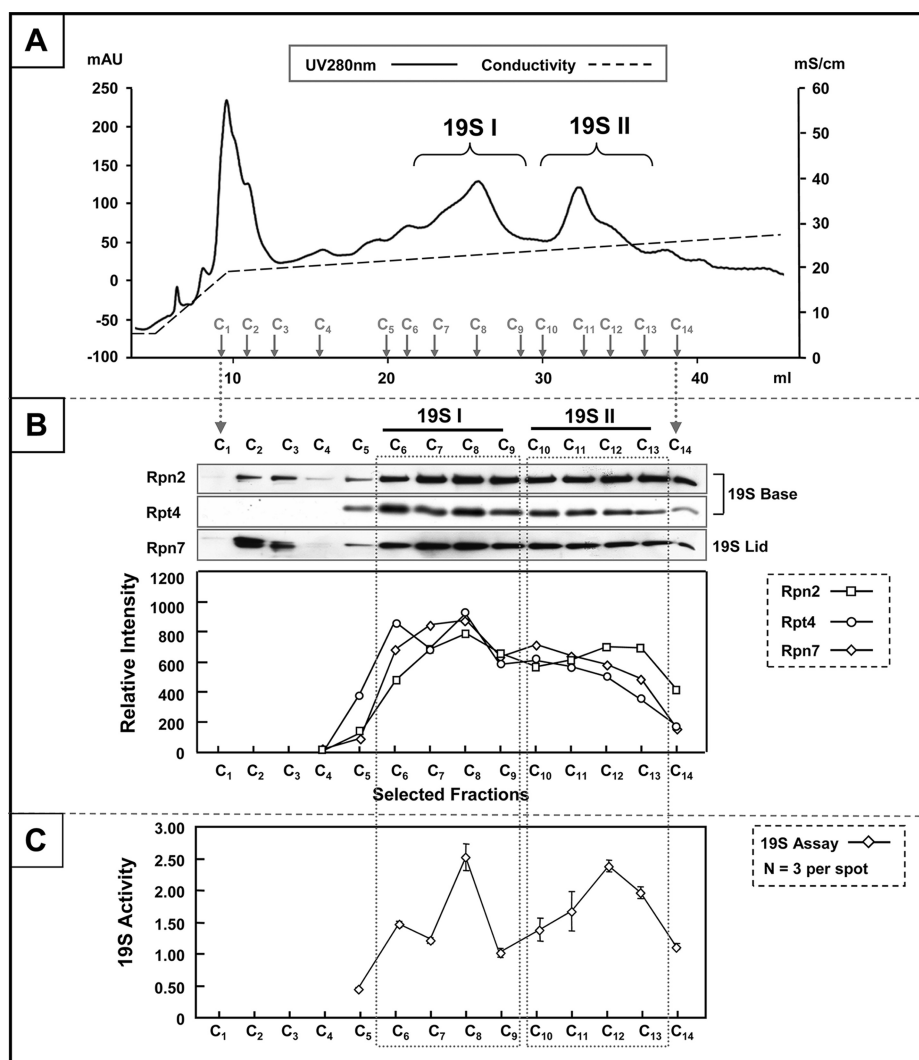 A
mAU
mS/cm
UV280nm
Conductivity
250
200
150
100
50
0
-50
-100
60
50
40
30
20
10
0
19S I
19S II
C1 C2 C3 C4 C5 C6 C7 C8 C9 C10 C11 C12 C13 C14
10 20 30 ml 40
B
19S I
19S II
C1 C2 C3 C4 C5 C6 C7 C8 C9 C10 C11 C12 C13 C14
Rpn2
Rpt4
19S Base
Rpn7
19S Lid
Relative Intensity
1200
1000
800
600
400
200
0
Rpn2
Rpt4
Rpn7
C1 C2 C3 C4 C5 C6 C7 C8 C9 C10 C11 C12 C13 C14
Selected Fractions
C
19S Activity
3.00
2.50
2.00
1.50
1.00
0.50
0
19S Assay
N = 3 per spot
C1 C2 C3 C4 C5 C6 C7 C8 C9 C10 C11 C12 C13 C14